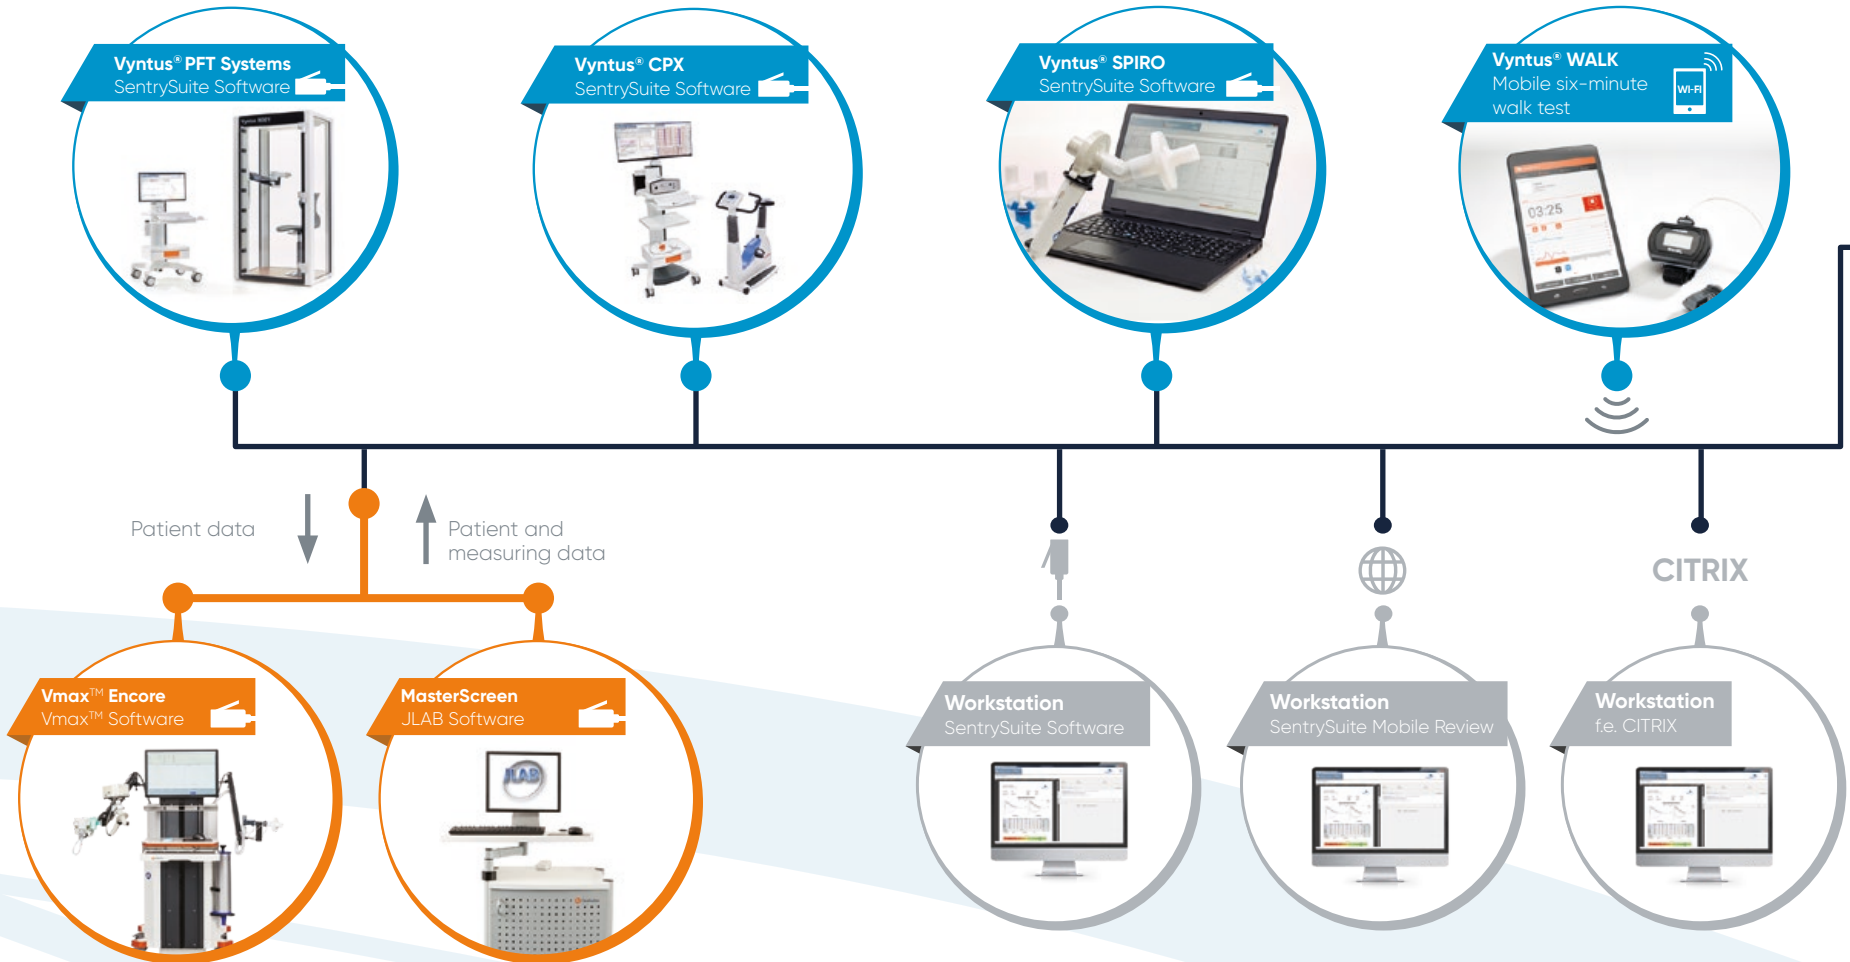 Vyntus® PFT Systems
SentrySuite Software
Vyntus® CPX
SentrySuite Software
Vyntus® SPIRO
SentrySuite Software
Vyntus® WALK
Mobile six-minute
walk test
WI-FI
03:25
Patient data
Patient and
measuring data
CITRIX
Vmax™ Encore
Vmax™ Software
MasterScreen
JLAB Software
JLAB
Workstation
SentrySuite Software
Workstation
SentrySuite Mobile Review
Workstation
f.e. CITRIX